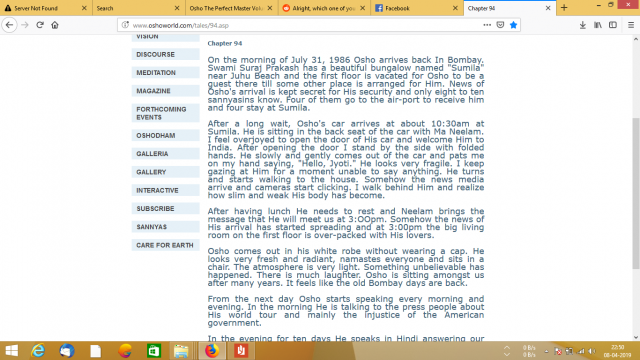 Server Not Found
Search
Osho The Perfect Master Volu
Alright, which one of yo
Facebook
Chapter 94
www.oshoworld.com/tales/94.asp
Search
VISION
DISCOURSE
MEDITATION
MAGAZINE
FORTHCOMING
EVENTS
OSHODHAM
GALLERIA
GALLERY
INTERACTIVE
SUBSCRIBE
SANNYAS
CARE FOR EARTH
Chapter 94
On the morning of July 31, 1986 Osho arrives back In Bombay.
Swami Suraj Prakash has a beautiful bungalow named "Sumila"
near Juhu Beach and the first floor is vacated for Osho to be a
guest there till some other place is arranged for Him. News of
Osho's arrival is kept secret for His security and only eight to ten
sannyasins know. Four of them go to the air-port to receive him
and four stay at Sumila.
After a long wait, Osho's car arrives at about 10:30am at
Sumila. He is sitting in the back seat of the car with Ma Neelam.
I feel overjoyed to open the door of His car and welcome Him to
India. After opening the door I stand by the side with folded
hands. He slowly and gently comes out of the car and pats me
on my hand saying, "Hello, Jyoti." He looks very fragile. I keep
gazing at Him for a moment unable to say anything. He turns
and starts walking to the house. Somehow the news media
arrive and cameras start clicking. I walk behind Him and realize
how slim and weak His body has become.
After having lunch He needs to rest and Neelam brings the
message that He will meet us at 3:OOpm. Somehow the news of
His arrival has started spreading and at 3:00pm the big living
room on the first floor is over-packed with His lovers.
Osho comes out in his white robe without wearing a cap. He
looks very fresh and radiant, namastes everyone and sits in a
chair. The atmosphere is very light. Something unbelievable has
happened. There is much laughter. Osho is sitting amongst us
after many years. It feels like the old Bombay days are back.
From the next day Osho starts speaking every morning and
evening. In the morning He is talking to the press people about
His world tour and mainly the injustice of the American
government.
In the evening for ten days He speaks in Hindi answering our
0 B/s
0 B/s
22:50
08-04-2019